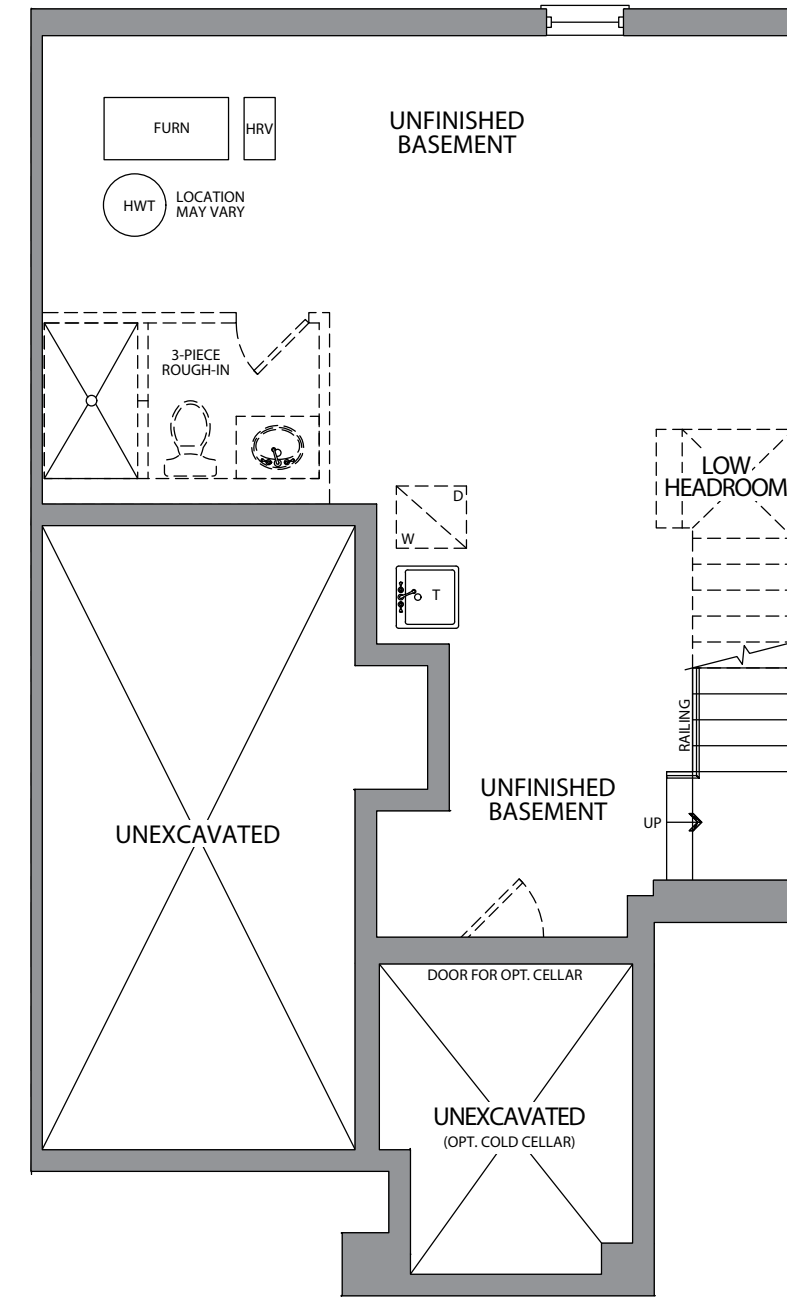 UNFINISHED
BASEMENT
FURN
HRV
HWT
LOCATION
MAY VARY
3-PIECE
ROUGH-IN
LOW
HEADROOM
D
W
T
RAILING
UNFINISHED
BASEMENT
UP
UNEXCAVATED
DOOR FOR OPT. CELLAR
UNEXCAVATED
(OPT. COLD CELLAR)